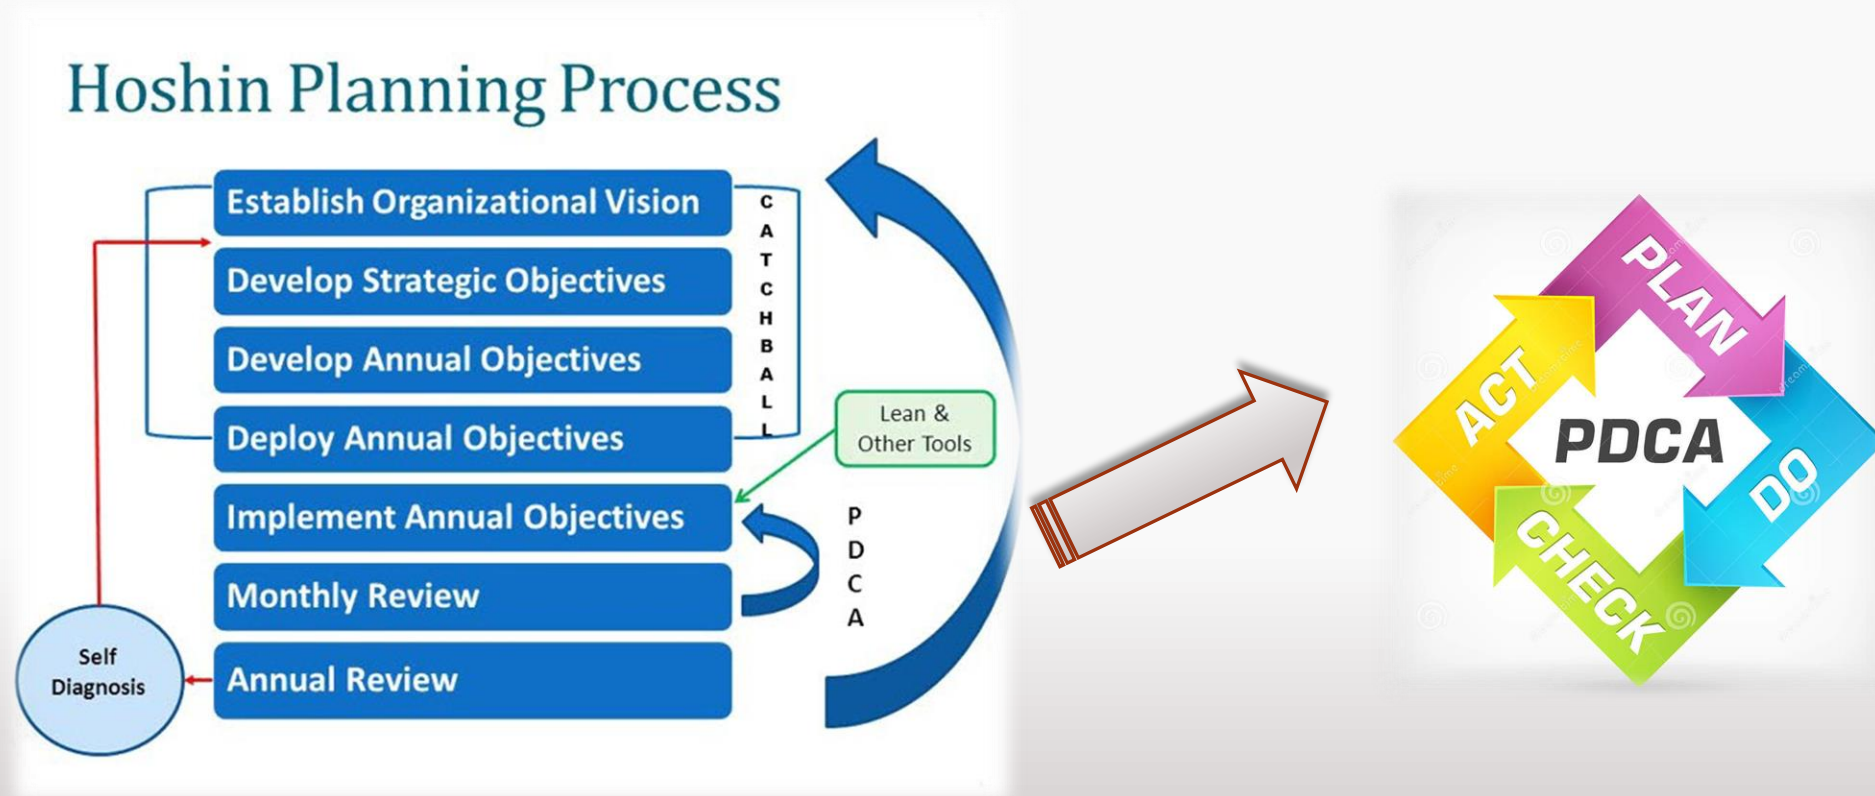 Hoshin Planning Process
Establish Organizational Vision
Develop Strategic Objectives
Develop Annual Objectives
Deploy Annual Objectives
Implement Annual Objectives
Monthly Review
Annual Review
C
A
T
C
H
B
A
L
L
Lean &
Other Tools
P
D
C
A
Self
Diagnosis
PLAN
DO
CHECK
ACT
PDCA